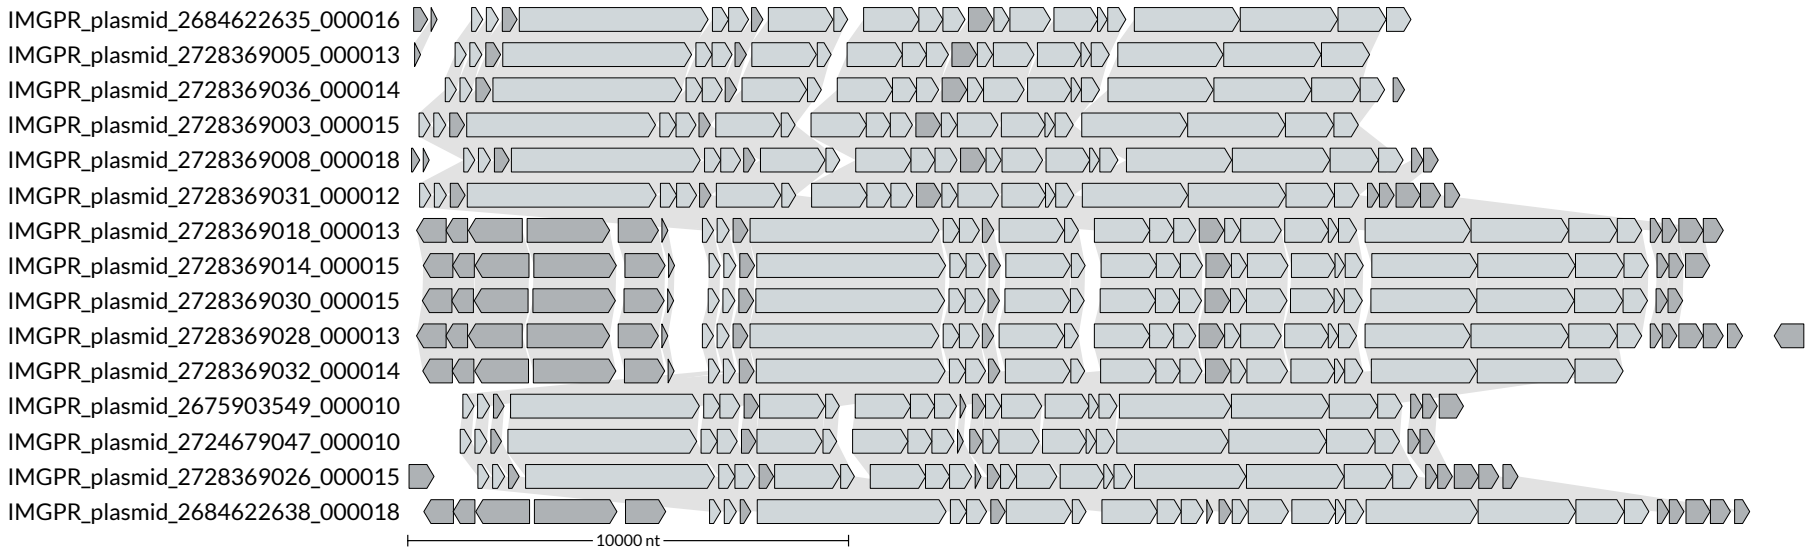 IMGPR_plasmid_2684622635_000016
IMGPR_plasmid_2728369005_000013
IMGPR_plasmid_2728369036_000014
IMGPR_plasmid_2728369003_000015
IMGPR_plasmid_2728369008_000018
IMGPR_plasmid_2728369031_000012
IMGPR_plasmid_2728369018_000013
IMGPR_plasmid_2728369014_000015
IMGPR_plasmid_2728369030_000015
IMGPR_plasmid_2728369028_000013
IMGPR_plasmid_2728369032_000014
IMGPR_plasmid_2675903549_000010
IMGPR_plasmid_2724679047_000010
IMGPR_plasmid_2728369026_000015
IMGPR_plasmid_2684622638_000018
10000 nt